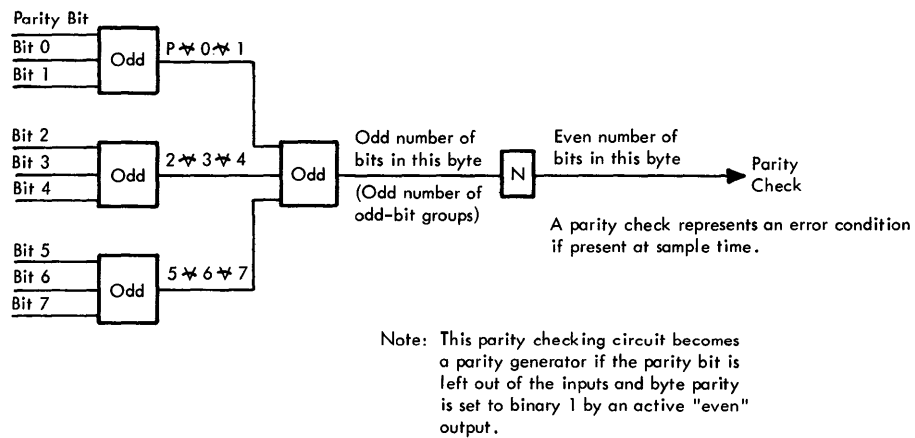 Parity Bit
Bit 0
Bit 1
Odd
P ⩝ 0 ⩝ 1
Bit 2
Bit 3
Bit 4
Odd
2 ⩝ 3 ⩝ 4
Bit 5
Bit 6
Bit 7
Odd
5 ⩝ 6 ⩝ 7
Odd
Odd number of
bits in this byte
(Odd number of
odd-bit groups)
N
Even number of
bits in this byte
Parity
Check
A parity check represents an error condition
if present at sample time.
Note: This parity checking circuit becomes
a parity generator if the parity bit is
left out of the inputs and byte parity
is set to binary 1 by an active "even"
output.